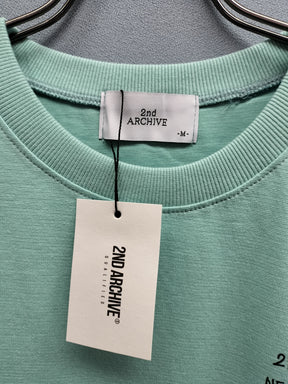 2nd
ARCHIVE
-M-
2ND ARCHIVE®
QUALIFIED